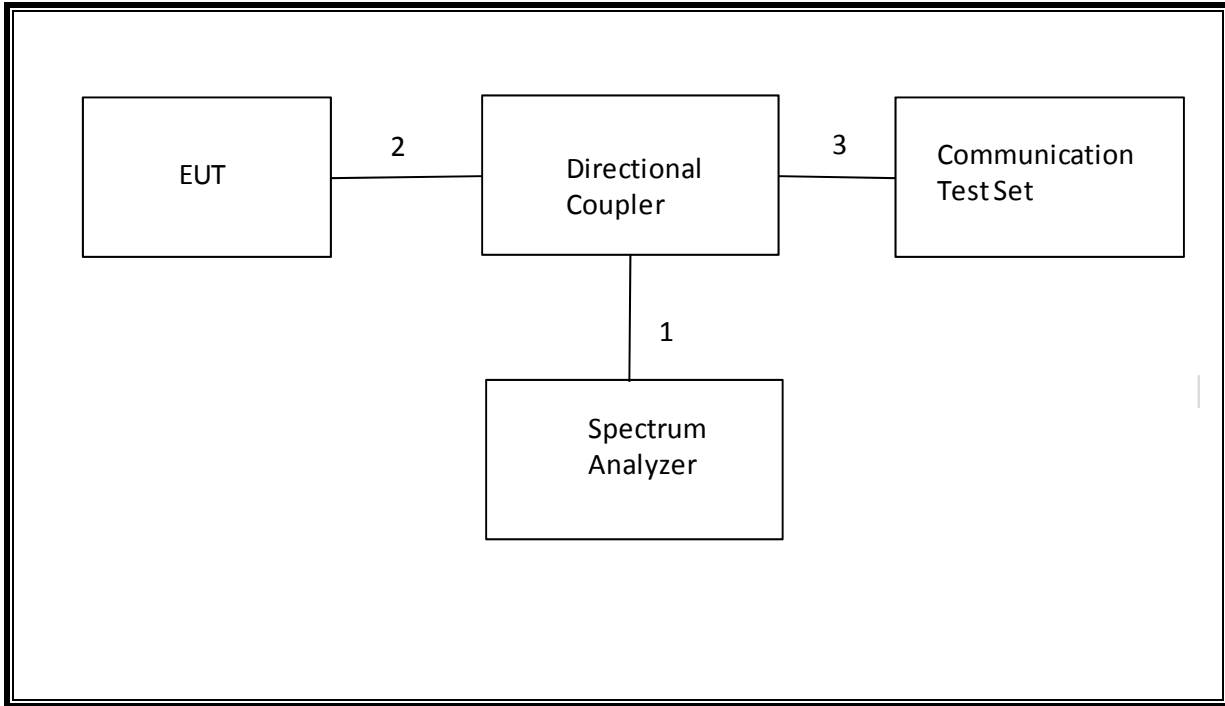 EUT
2
Directional
Coupler
3
Communication
Test Set
1
Spectrum
Analyzer